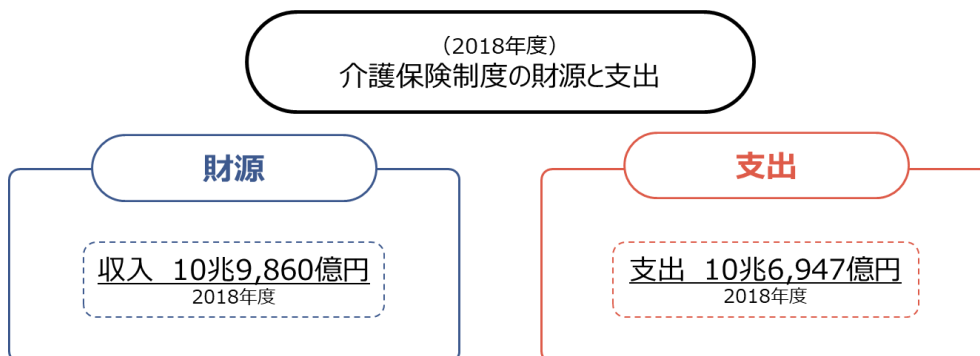 （2018年度）
介護保険制度の財源と支出
財源
収入 10兆9,860億円
2018年度
支出
支出 10兆6,947億円
2018年度